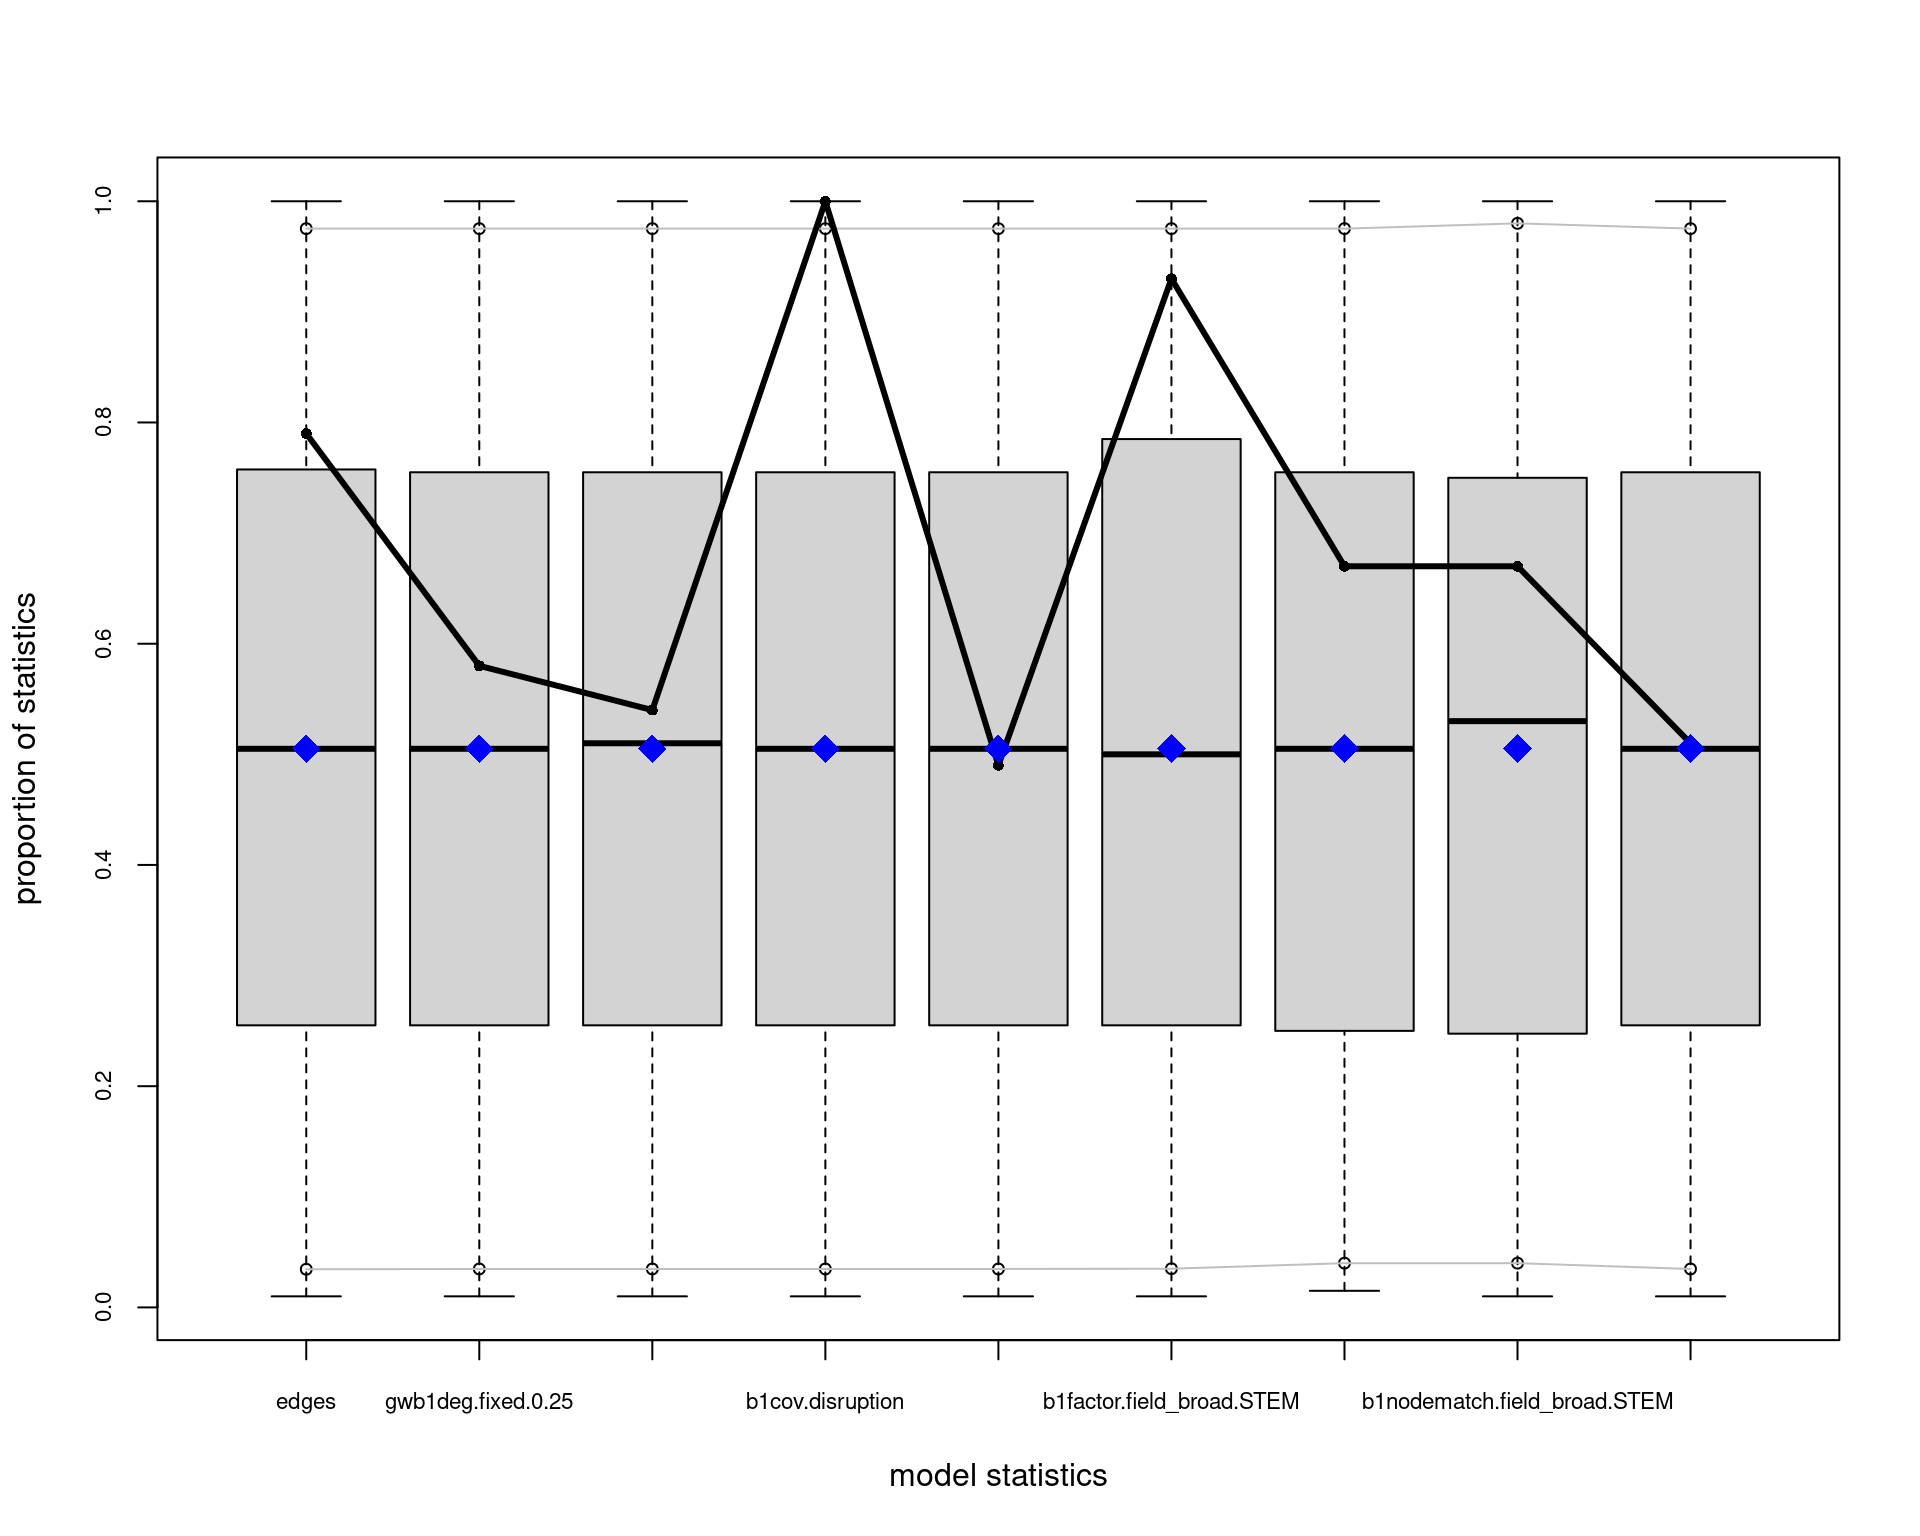 proportion of statistics
1.0
0.8
0.6
0.4
0.2
0.0
edges gwb1deg.fixed.0.25 b1cov.disruption b1factor.field_broad.STEM b1nodematch.field_broad.STEM
model statistics